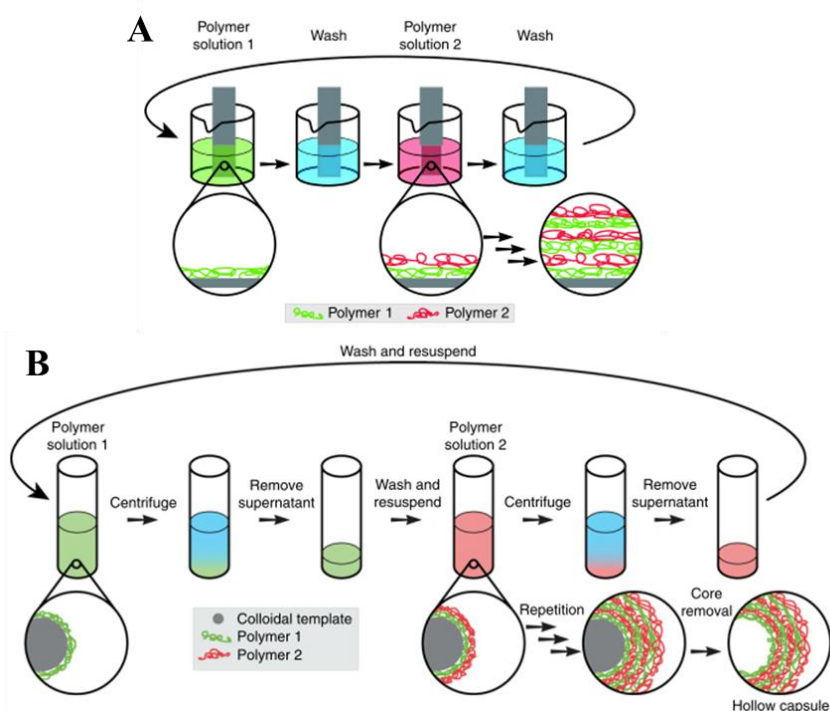 A
Polymer
solution 1
Wash
Polymer
solution 2
Wash
Polymer 1
Polymer 2
B
Wash and resuspend
Polymer
solution 1
Centrifuge
Remove
supernatant
Wash and
resuspend
Polymer
solution 2
Centrifuge
Remove
supernatant
Colloidal template
Polymer 1
Polymer 2
Repetition
Core
removal
Hollow capsule